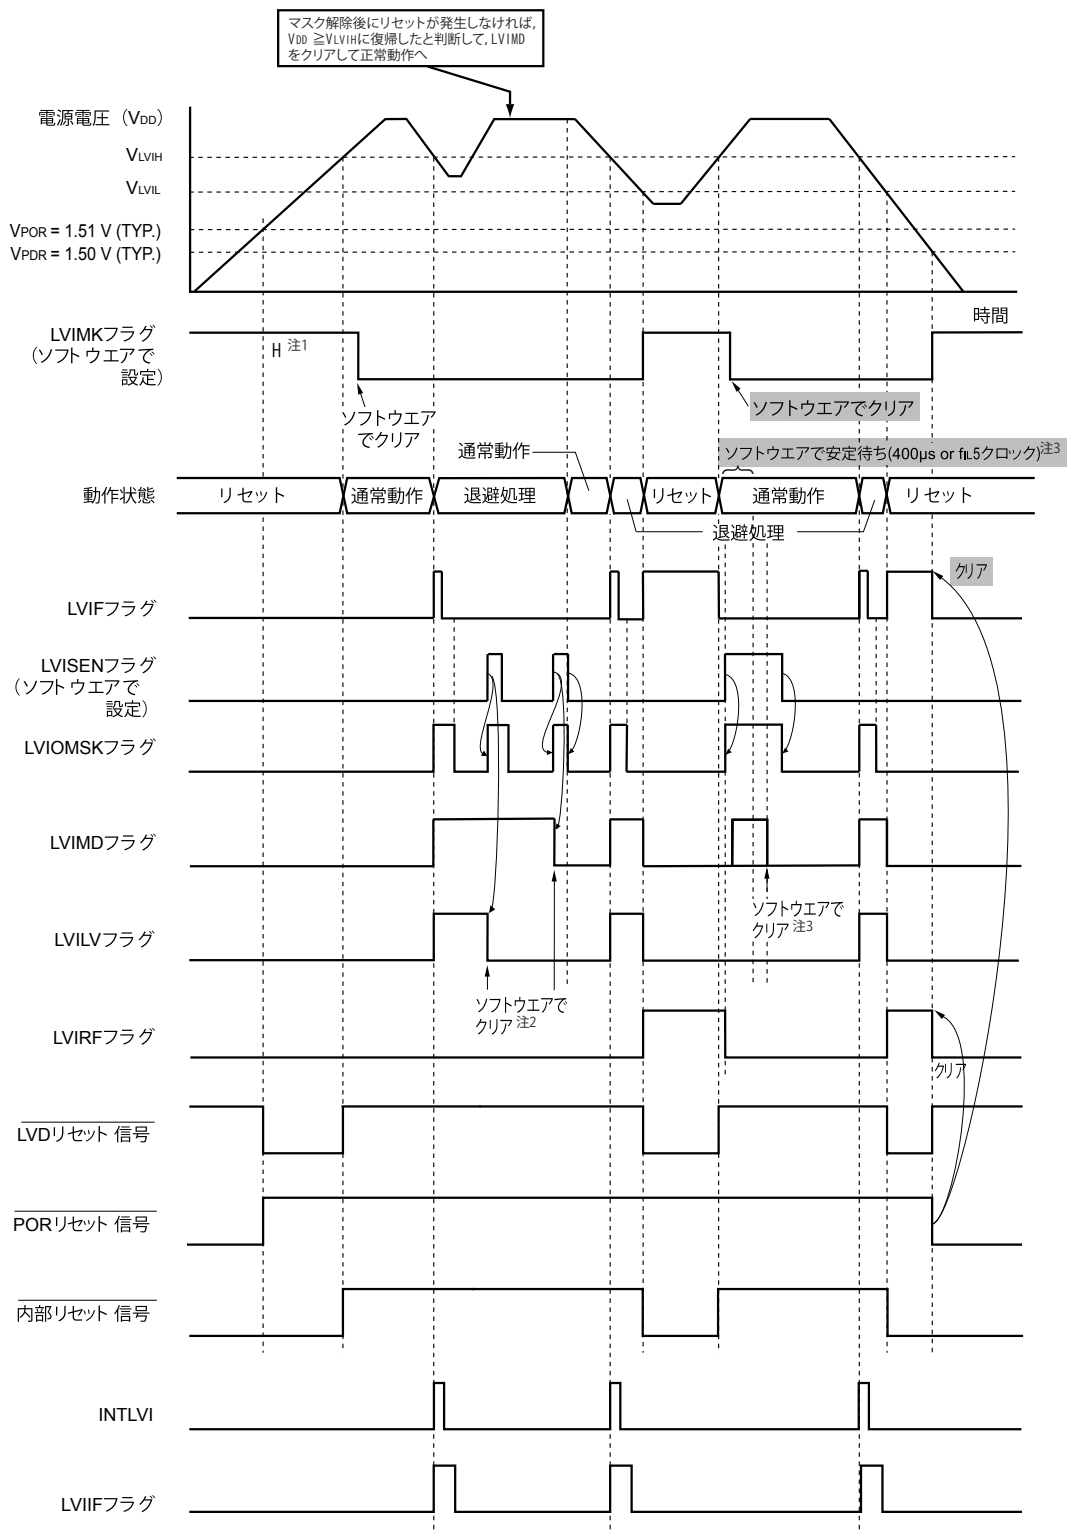 マスク解除後にリセットが発生しなければ,
VDD ≧VLVIHに復帰したと判断して, LVIMD
をクリアして正常動作へ
電源電圧（VDD）
VLVIH
VLVIL
VPOR = 1.51 V (TYP.)
VPDR = 1.50 V (TYP.)
時間
LVIMKフラグ
（ソフトウエアで
設定）
H 注1
ソフトウエア
でクリア
ソフトウエアでクリア
通常動作
ソフトウエアで安定待ち(400μs or fIL5クロック)注3
動作状態
リセット
通常動作
退避処理
リセット
通常動作
リセット
退避処理
LVIFフラグ
クリア
LVISENフラグ
（ソフトウエアで
設定）
LVIOMSKフラグ
LVIMDフラグ
ソフトウエアで
クリア 注3
LVILVフラグ
ソフトウエアで
クリア 注2
LVIRFフラグ
クリア
LVDリセット信号
PORリセット信号
内部リセット信号
INTLVI
LVIIFフラグ